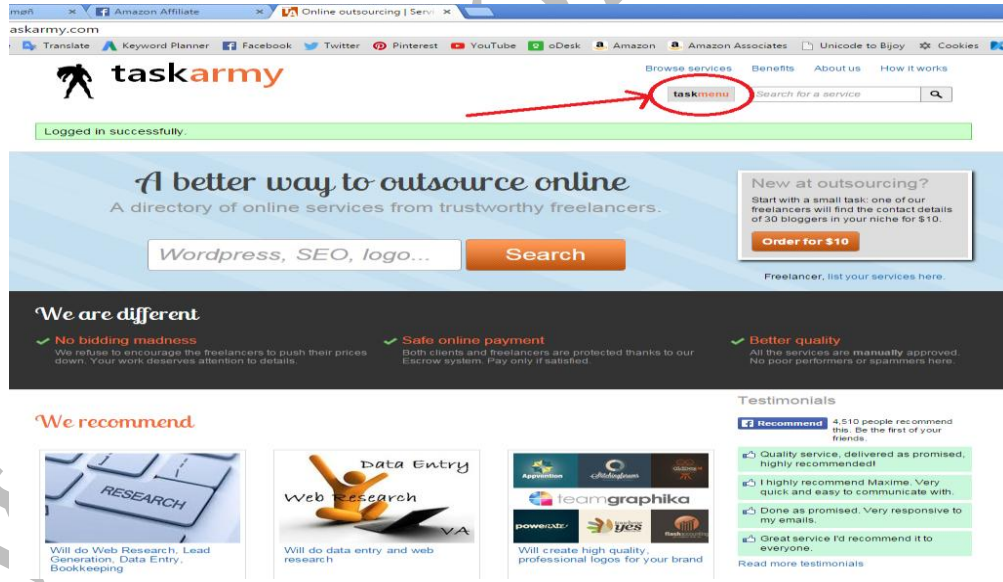 Amazon Affiliate
Online outsourcing | Servi
askarmy.com
Translate Keyword Planner Facebook Twitter Pinterest YouTube oDesk Amazon Amazon Associates Unicode to Bijoy Cookies
taskarmy
Browse services Benefits About us How it works
taskmenu Search for a service
Logged in successfully.
A better way to outsource online
A directory of online services from trustworthy freelancers.
Wordpress, SEO, logo... Search
New at outsourcing?
Start with a small task: one of our
freelancers will find the contact details
of 30 bloggers in your niche for $10.
Order for $10
Freelancer, list your services here.
We are different
No bidding madness
We refuse to encourage the freelancers to push their prices
down. Your work deserves attention to details.
Safe online payment
Both clients and freelancers are protected thanks to our
Escrow system. Pay only if satisfied.
Better quality
All the services are manually approved.
No poor performers or spammers here.
We recommend
RESEARCH
Will do Web Research, Lead
Generation, Data Entry,
Bookkeeping
Data Entry
Web Research
VA
Will do data entry and web
research
Appvention
teamgraphika
yes
Will create high quality,
professional logos for your brand
Testimonials
Recommend
4,510 people recommend
this. Be the first of your
friends.
Quality service, delivered as promised,
highly recommended!
I highly recommend Maxime. Very
quick and easy to communicate with.
Done as promised. Very responsive to
my emails.
Great service I'd recommend it to
everyone.
Read more testimonials